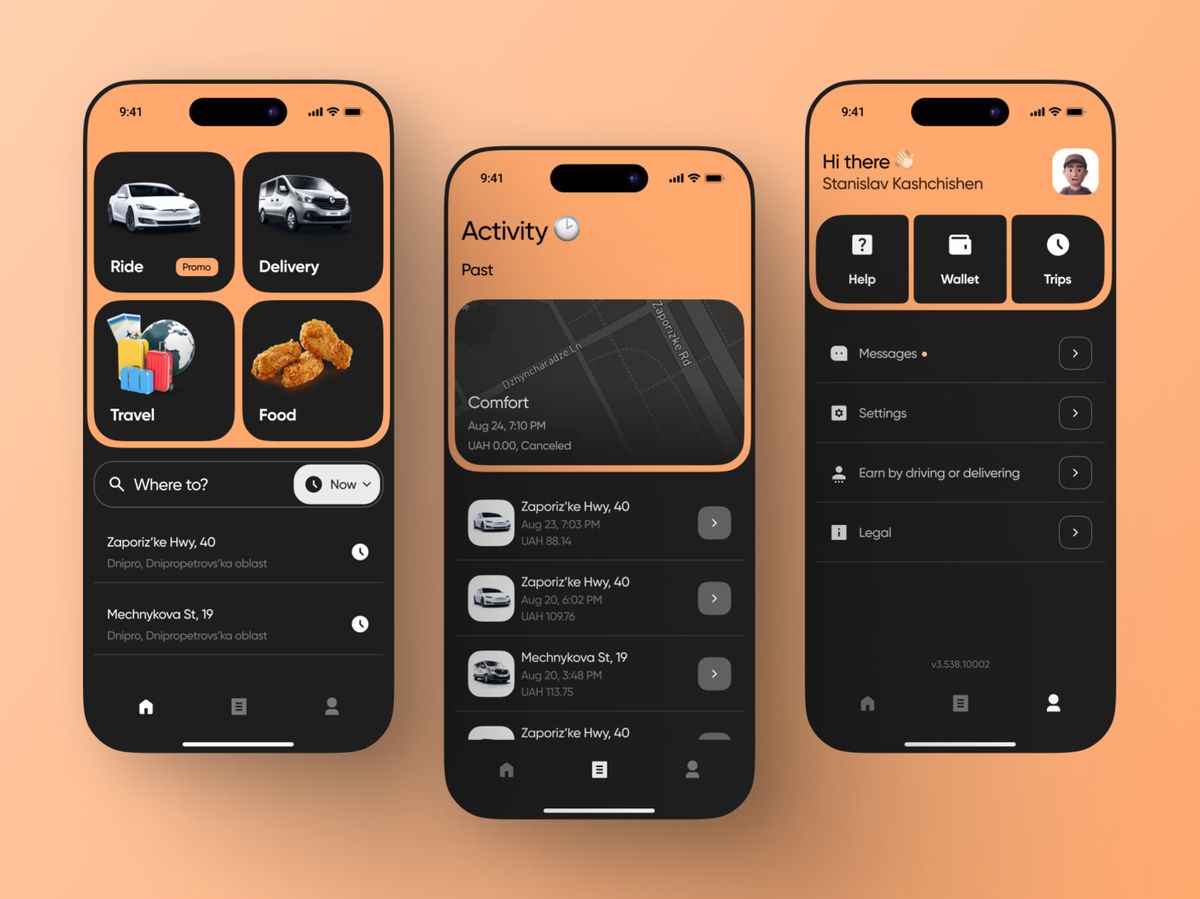 9:41
Ride
Promo
Delivery
Travel
Food
Where to?
Now
Zaporiz'ke Hwy, 40
Dnipro, Dnipropetrovs'ka oblast
Mechnykova St, 19
Dnipro, Dnipropetrovs'ka oblast
9:41
Activity
Past
Dzhyncharadze Ln
Zaporizke Rd
Comfort
Aug 24, 7:10 PM
UAH 0.00, Canceled
Zaporiz'ke Hwy, 40
Aug 23, 7:03 PM
UAH 88.14
Zaporiz'ke Hwy, 40
Aug 20, 6:02 PM
UAH 109.76
Mechnykova St, 19
Aug 20, 3:48 PM
UAH 113.75
Zaporiz'ke Hwy, 40
9:41
Hi there
Stanislav Kashchishen
Help
Wallet
Trips
Messages
Settings
Earn by driving or delivering
Legal
v3.538.10002